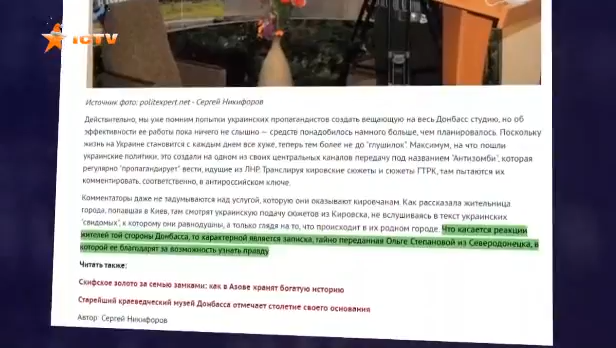 ICTV
Источник фото: politexpert.net - Сергей Никифоров
Действительно, мы уже помним попытки украинских пропагандистов создать вещающую на весь Донбасс студию, но об
эффективности ее работы пока ничего не слышно — средств понадобилось намного больше, чем планировалось. Поскольку
жизнь на Украине становится с каждым днем все хуже, теперь тем более не до "глушилок". Максимум, на что пошли
украинские политики, это создали на одном из своих центральных каналов передачу под названием "Антизомби", которая
регулярно "пропагандирует" вести, идущие из ЛНР. Транслируя кировские сюжеты и сюжеты ГТРК, там пытаются их
комментировать, соответственно, в антироссийском ключе.
Комментаторы даже не задумываются над услугой, которую они оказывают кировчанам. Как рассказала жительница
города, попавшая в Киев, там смотрят украинскую подачу сюжетов из Кировска, не вслушиваясь в текст украинских
"свидомых", к которому они равнодушны, а только глядя на то, что происходит в их родном городе. Что касается реакции
жителей той стороны Донбасса, то характерной является записка, тайно переданная Ольге Степановой из Северодонецка, в
которой ее благодарят за возможность узнать правду
Читать также:
Скифское золото за семью замками: как в Азове хранят богатую историю
Старейший краеведческий музей Донбасса отмечает столетие своего основания
Автор: Сергей Никифоров